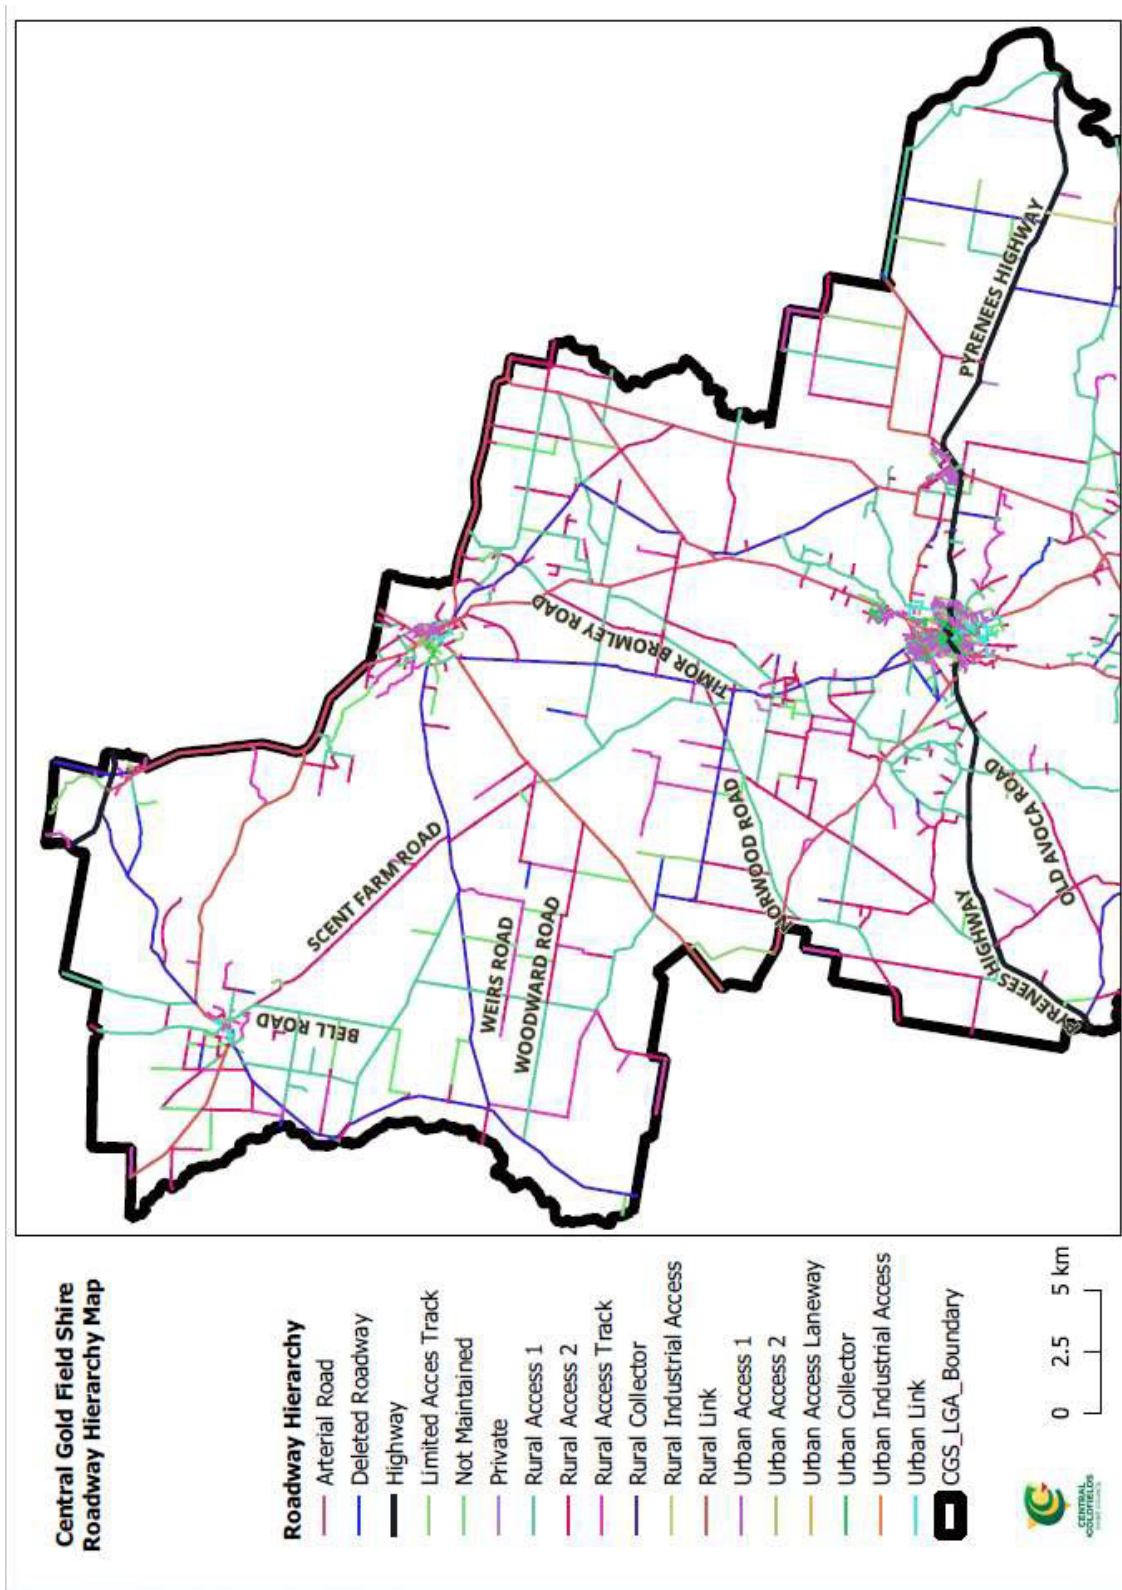 Central Gold Field Shire
Roadway Hierarchy Map
Roadway Hierarchy
Arterial Road
Deleted Roadway
Highway
Limited Acces Track
Not Maintained
Private
Rural Access 1
Rural Access 2
Rural Access Track
Rural Collector
Rural Industrial Access
Rural Link
Urban Access 1
Urban Access 2
Urban Access Laneway
Urban Collector
Urban Industrial Access
Urban Link
CGS_LGA_Boundary
0 2.5 5 km
CENTRAL
GOLDFIELDS
BELL ROAD
SCENT FARM ROAD
WEIRS ROAD
WOODWARD ROAD
TIMOR BROMLEY ROAD
NORWOOD ROAD
PYRENEES HIGHWAY
OLD AVOCA ROAD
PYRENEES HIGHWAY